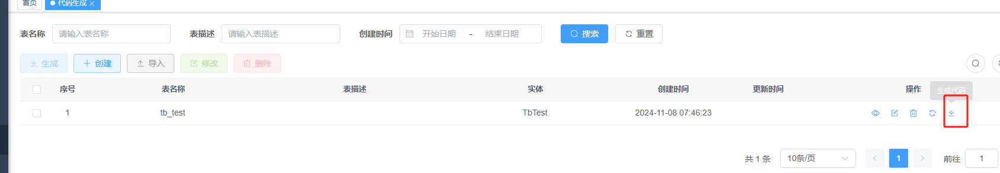 首页 代码生成
表名称 请输入表名称 表描述 请输入表描述 创建时间 开始日期 - 结束日期 搜索 重置
生成 创建 导入 修改 删除
序号 表名称 表描述 实体 创建时间 更新时间 操作 生成代码
1 tb_test TbTest 2024-11-08 07:46:23
共 1 条 10条/页 1 前往 1